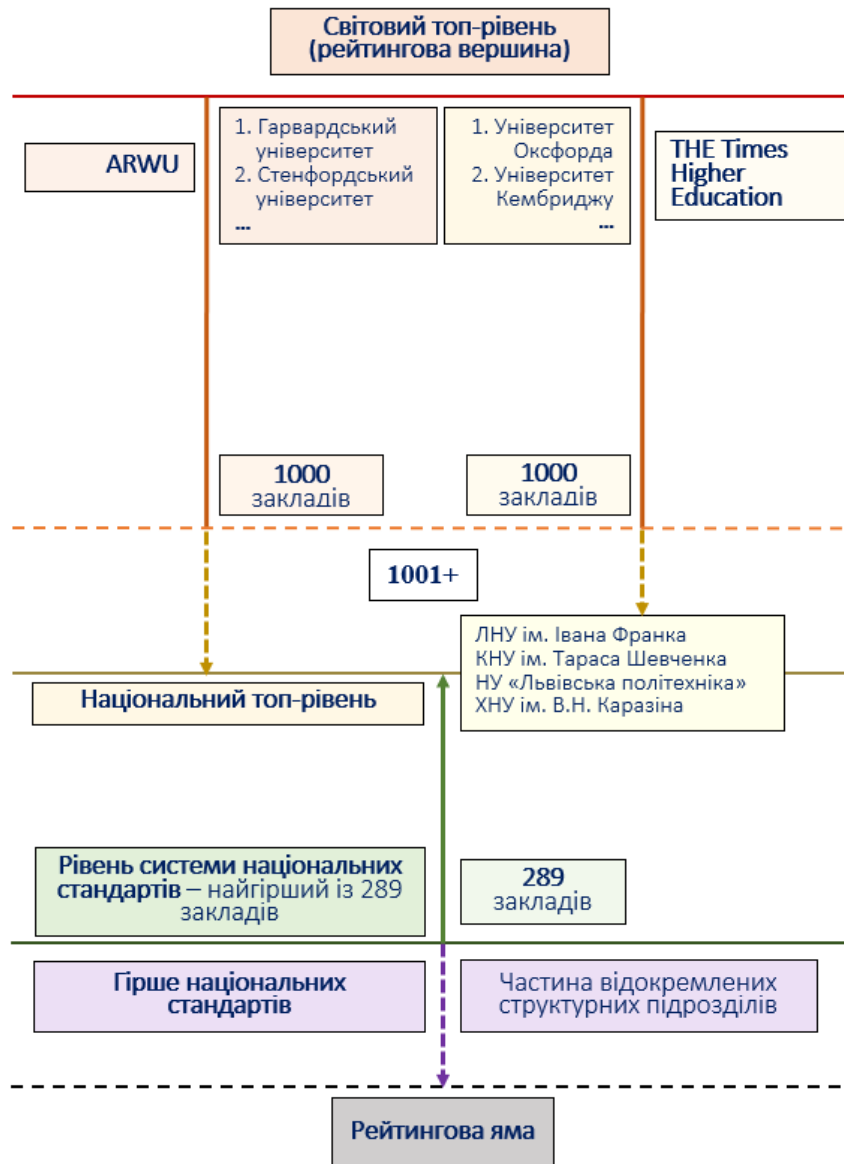 Світовий топ-рівень
(рейтингова вершина)
ARWU
1. Гарвардський
університет
2. Стенфордський
університет
...
1. Університет
Оксфорда
2. Університет
Кембриджу
...
THE Times
Higher
Education
1000
закладів
1000
закладів
1001+
ЛНУ ім. Івана Франка
КНУ ім. Тараса Шевченка
НУ «Львівська політехніка»
ХНУ ім. В.Н. Каразіна
Національний топ-рівень
Рівень системи національних
стандартів – найгірший із 289
закладів
289
закладів
Гірше національних
стандартів
Частина відокремлених
структурних підрозділів
Рейтингова яма